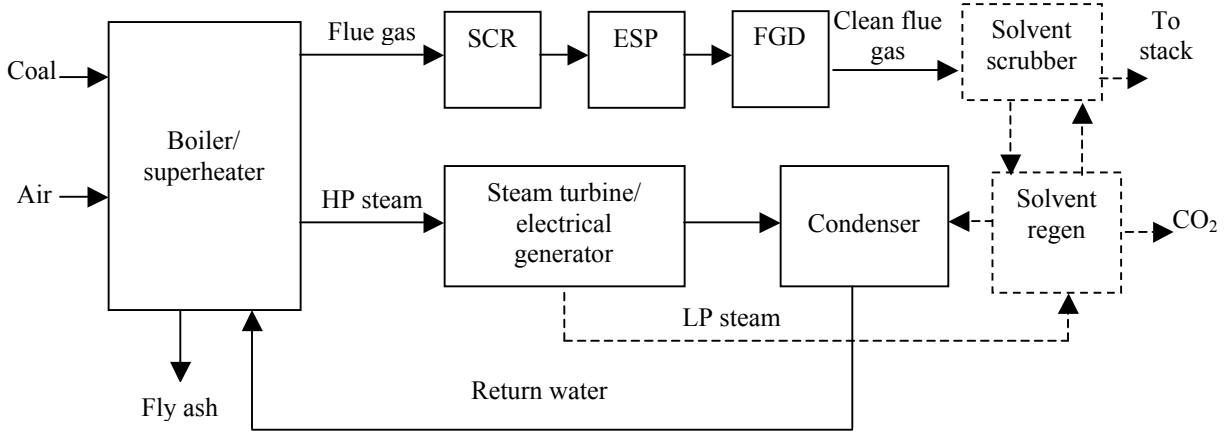 Coal
Air
Boiler/
superheater
Flue gas
SCR
ESP
FGD
Clean flue
gas
Solvent
scrubber
To
stack
HP steam
Steam turbine/
electrical
generator
Condenser
Solvent
regen
CO₂
LP steam
Return water
Fly ash